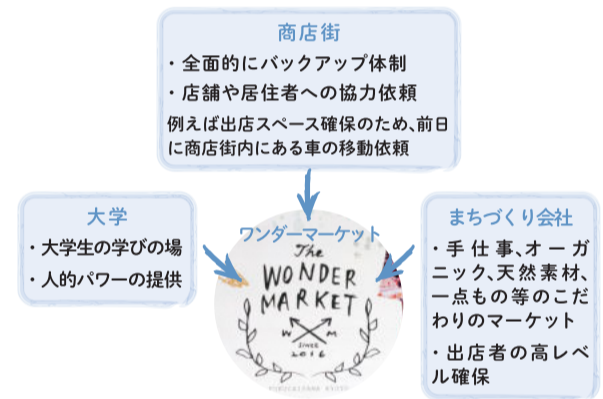 商店街
・全面的にバックアップ体制
・店舗や居住者への協力依頼
例えば出店スペース確保のため、前日
に商店街内にある車の移動依頼
大学
・大学生の学びの場
・人的パワーの提供
ワンダーマーケット
The
WONDER
MARKET
W M
SINCE
2016
まちづくり会社
・手仕事、オーガ
ニック、天然素材、
一点もの等のこだ
わりのマーケット
・出店者の高レベ
ル確保